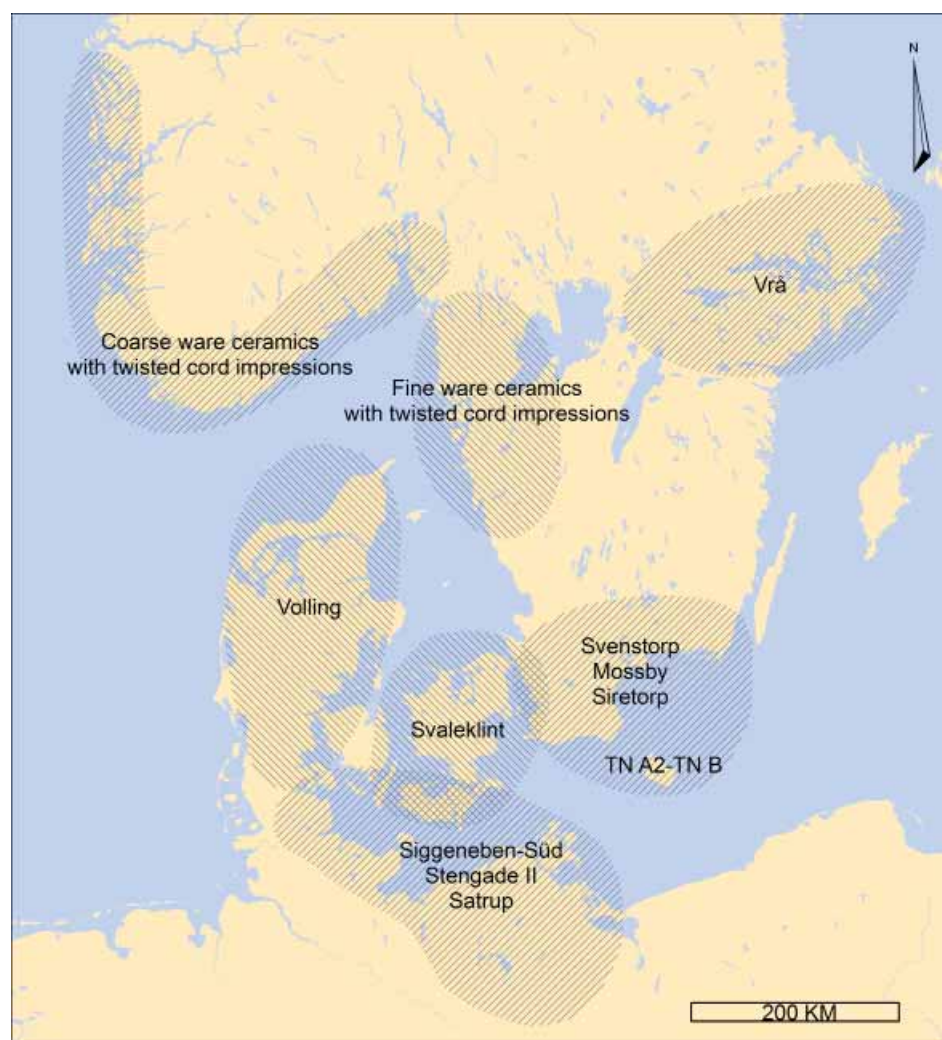 N
Vrå
Coarse ware ceramics
with twisted cord impressions
Fine ware ceramics
with twisted cord impressions
Volling
Svenstorp
Mossby
Siretorp
Svaleklint
TN A2-TN B
Siggeneben-Süd
Stengade II
Satrup
200 KM